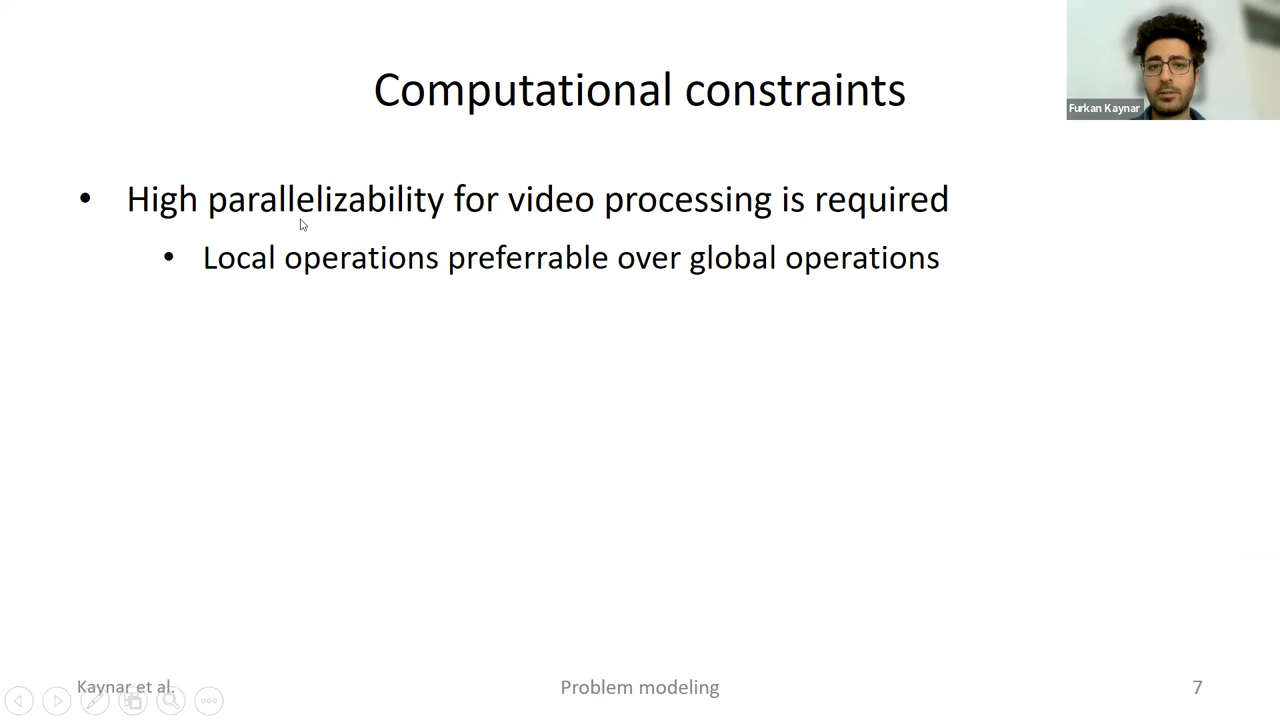 Computational constraints
Furkan Kaynar
• High parallelizability for video processing is required
• Local operations preferrable over global operations
Kaynar et al.
Problem modeling
7